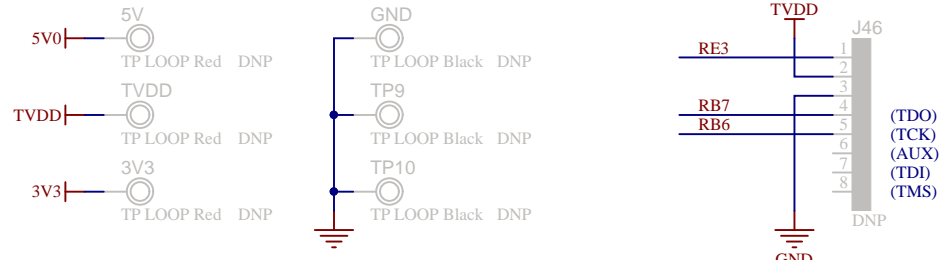 5V
5V0
TP LOOP Red DNP
TVDD
TVDD
TP LOOP Red DNP
3V3
3V3
TP LOOP Red DNP
GND
TP LOOP Black DNP
TP9
TP LOOP Black DNP
TP10
TP LOOP Black DNP
TVDD
J46
RE3
1
2
3
RB7
4
(TDO)
RB6
5
(TCK)
6
(AUX)
7
(TDI)
8
(TMS)
DNP
GND